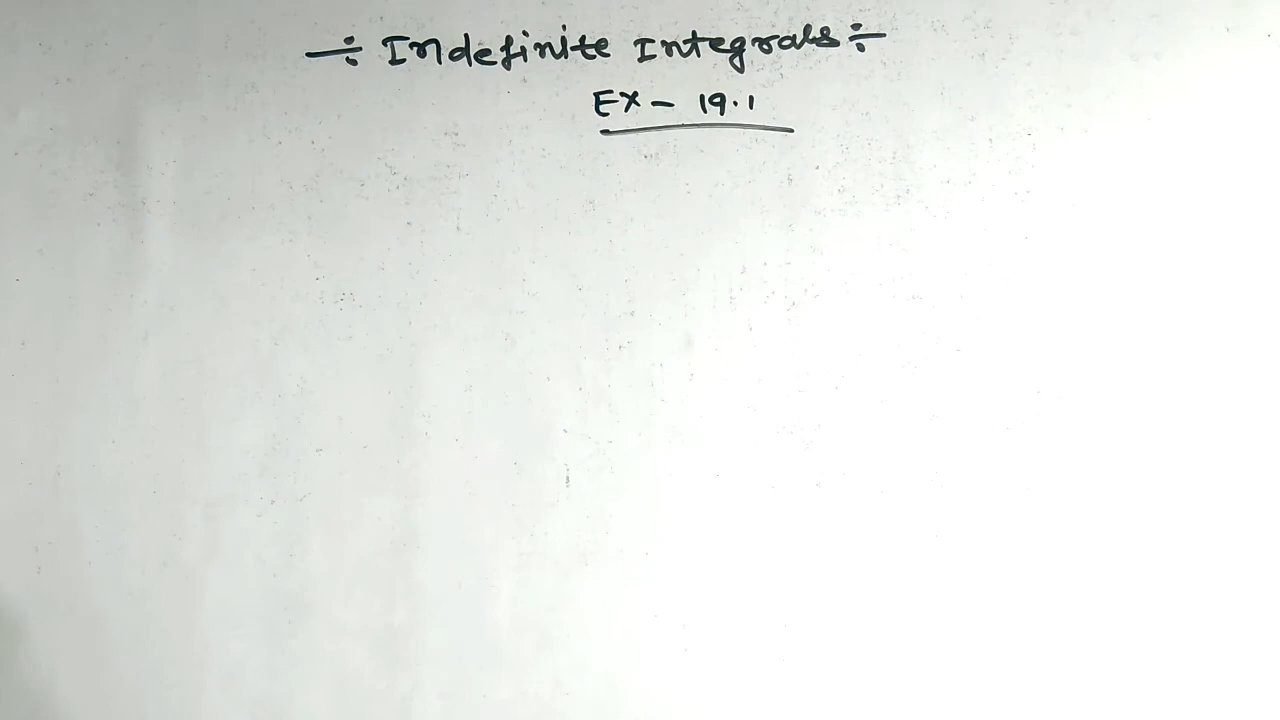 ÷ Indefinite Integrals ÷
EX - 19.1